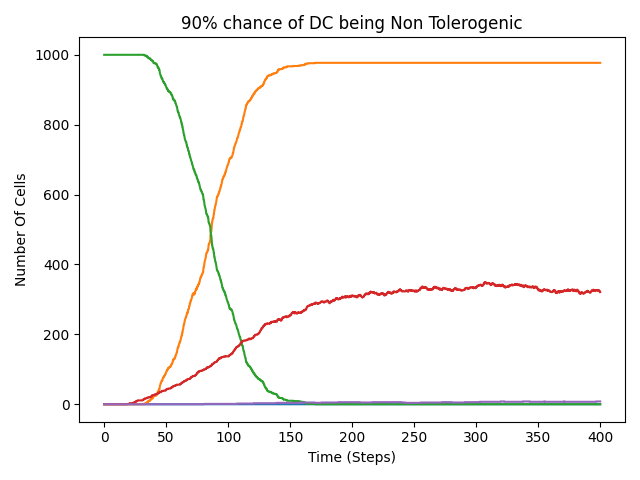 90% chance of DC being Non Tolerogenic
Number Of Cells
1000
800
600
400
200
0
0 50 100 150 200 250 300 350 400
Time (Steps)